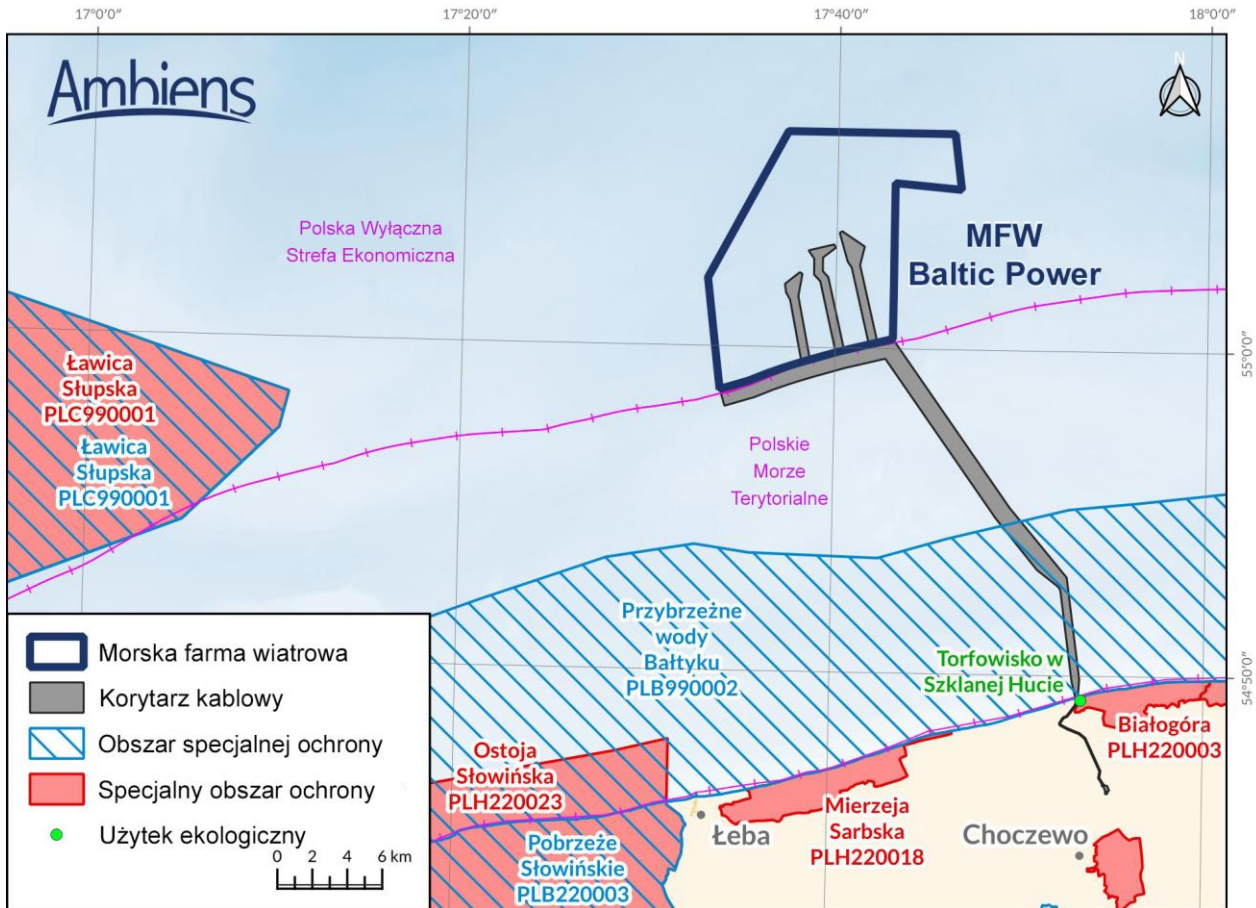 17°0'0"
17°20'0"
17°40'0"
18°0'0"
Ambiens
N
Polska Wyłączna
Strefa Ekonomiczna
MFW
Baltic Power
55°0'0"
Ławica
Słupska
PLC990001
Ławica
Słupska
PLC990001
Polskie
Morze
Terytorialne
Przybrzeżne
wody
Bałtyku
PLB990002
Torfowisko w
Szklanej Hucie
54°50'0"
Białogóra
PLH220003
Ostoja
Słowińska
PLH220023
Mierzeja
Sarbska
PLH220018
Łeba
Choczewo
Pobrzeże
Słowińskie
PLB220003
Morska farma wiatrowa
Korytarz kablowy
Obszar specjalnej ochrony
Specjalny obszar ochrony
Użytek ekologiczny
0 2 4 6 km